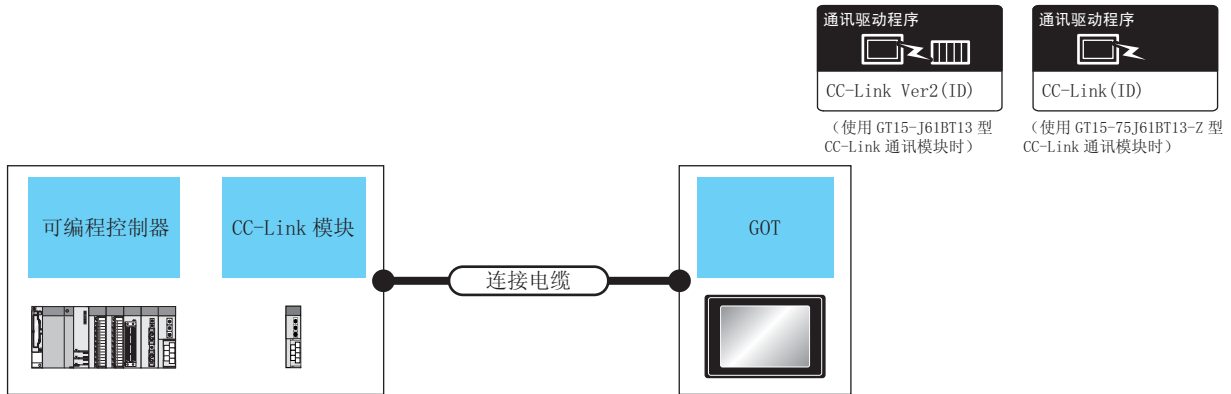 通讯驱动程序
CC-Link Ver2(ID)
（使用 GT15-J61BT13 型
CC-Link 通讯模块时）
通讯驱动程序
CC-Link(ID)
（使用 GT15-75J61BT13-Z 型
CC-Link 通讯模块时）
可编程控制器
CC-Link 模块
连接电缆
GOT